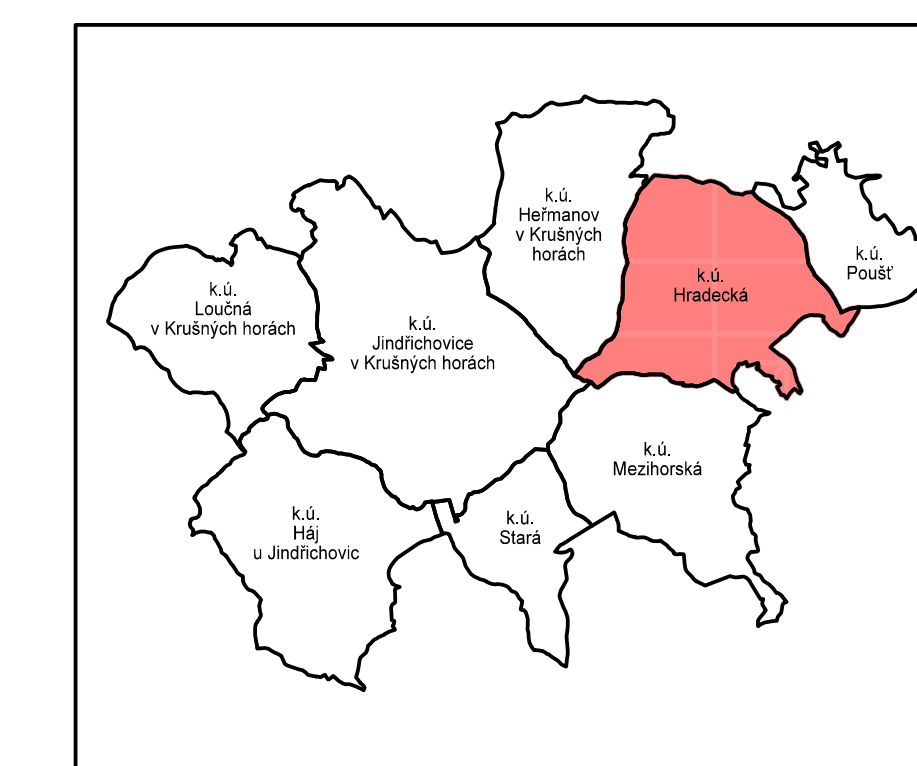 k.ú.
Heřmanov
v Krušných
horách
k.ú.
Poušť
k.ú.
Hradecká
k.ú.
Loučná
v Krušných horách
k.ú.
Jindřichovice
v Krušných horách
k.ú.
Mezihorská
k.ú.
Háj
u Jindřichovic
k.ú.
Stará